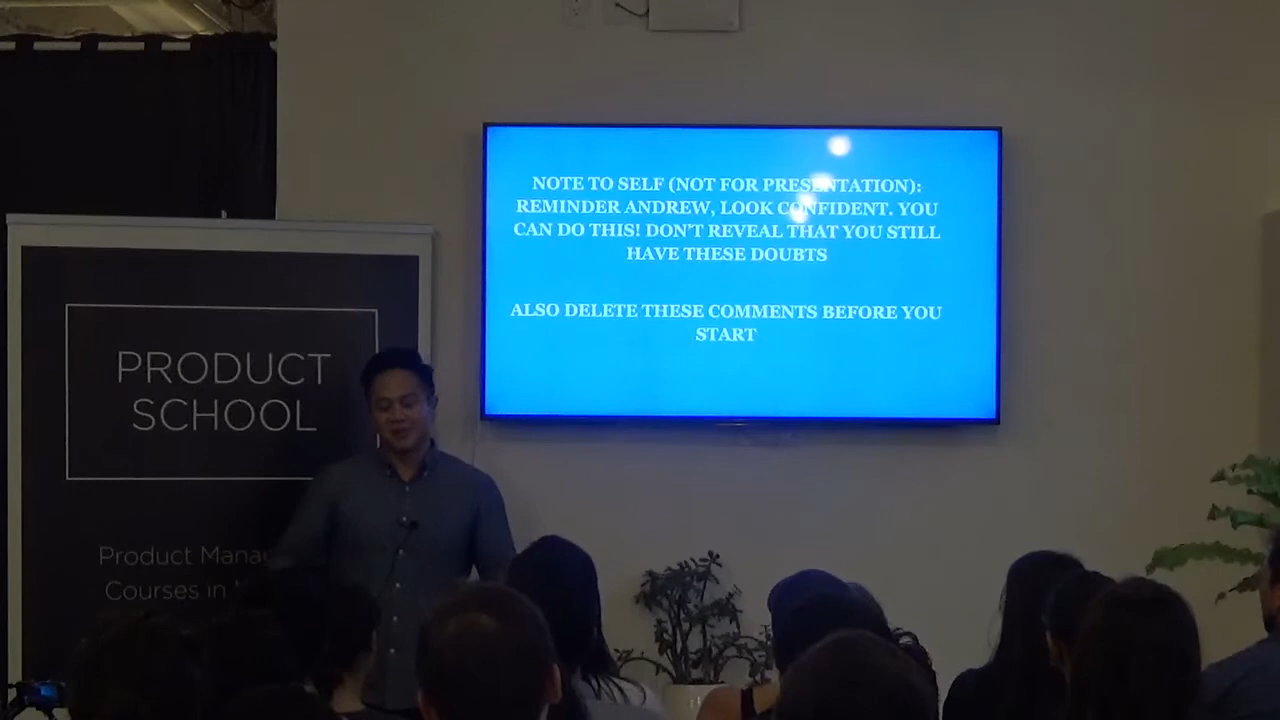 NOTE TO SELF (NOT FOR PRESENTATION):
REMINDER ANDREW, LOOK CONFIDENT. YOU
CAN DO THIS! DON'T REVEAL THAT YOU STILL
HAVE THESE DOUBTS
ALSO DELETE THESE COMMENTS BEFORE YOU
START
PRODUCT
SCHOOL
Product
Courses in